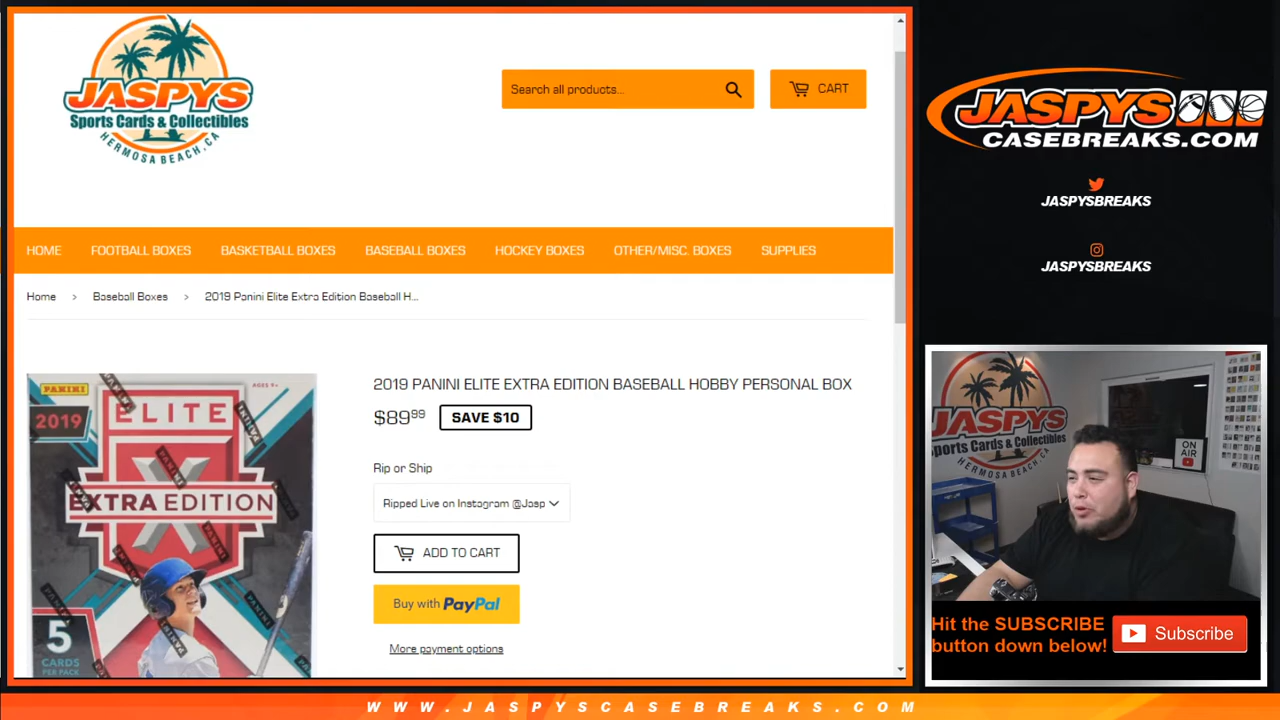 JASPYS
Sports Cards & Collectibles
HERMOSA BEACH, CA
Search all products...
CART
HOME
FOOTBALL BOXES
BASKETBALL BOXES
BASEBALL BOXES
HOCKEY BOXES
OTHER/MISC. BOXES
SUPPLIES
Home > Baseball Boxes > 2019 Panini Elite Extra Edition Baseball H...
PANINI
AGES 9+
2019
ELITE
EXTRA EDITION
5
CARDS
PER PACK
2019 PANINI ELITE EXTRA EDITION BASEBALL HOBBY PERSONAL BOX
$89.99 SAVE $10
Rip or Ship
Ripped Live on Instagram @Jasp
ADD TO CART
Buy with PayPal
More payment options
JASPYS
CASEBREAKS.COM
JASPYSBREAKS
JASPYSBREAKS
JASPYS
Sports Cards & Collectibles
HERMOSA BEACH, CA
ON
AIR
Hit the SUBSCRIBE
button down below!
Subscribe
WWW.JASPYSCASEBREAKS.COM